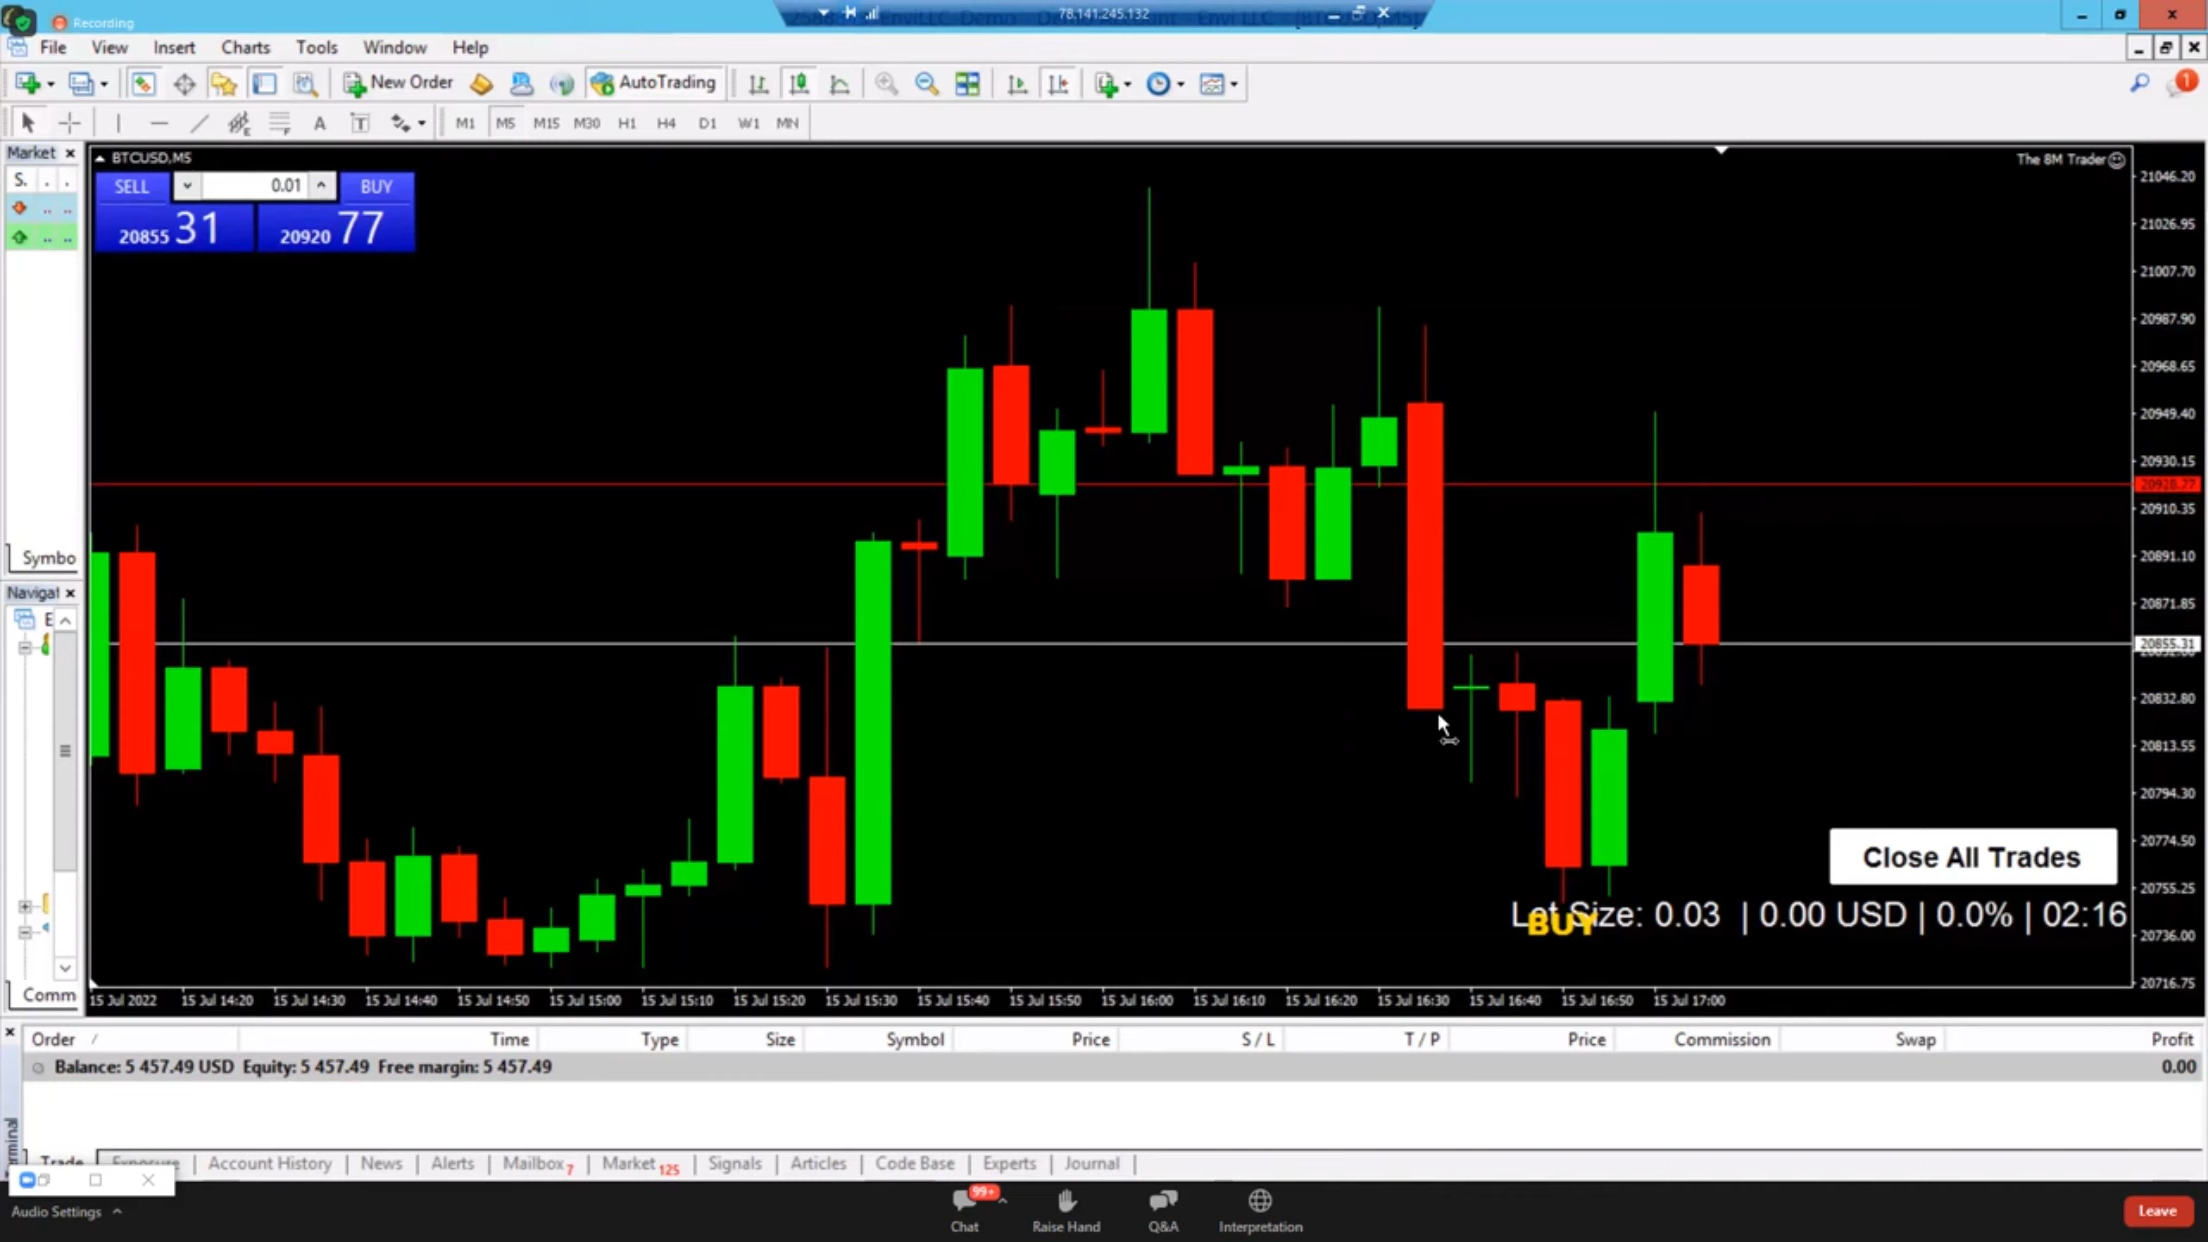 Recording
78.141.245.132
File View Insert Charts Tools Window Help
New Order AutoTrading
1
A T M1 M5 M15 M30 H1 H4 D1 W1 MN
Market
S.
Symbo
Navigat
E
Comm
BTCUSD,M5
The 8M Trader
SELL 0.01 BUY
20855 31 20920 77
21046.20
21026.95
21007.70
20987.90
20968.65
20949.40
20930.15
20910.35
20891.10
20871.85
20855.31
20832.80
20813.55
20794.30
20774.50
20755.25
20736.00
20716.75
Close All Trades
Lot Size: 0.03 | 0.00 USD | 0.0% | 02:16
BUY
15 Jul 2022 15 Jul 14:20 15 Jul 14:30 15 Jul 14:40 15 Jul 14:50 15 Jul 15:00 15 Jul 15:10 15 Jul 15:20 15 Jul 15:30 15 Jul 15:40 15 Jul 15:50 15 Jul 16:00 15 Jul 16:10 15 Jul 16:20 15 Jul 16:30 15 Jul 16:40 15 Jul 16:50 15 Jul 17:00
Order / Time Type Size Symbol Price S / L T / P Price Commission Swap Profit
Balance: 5 457.49 USD Equity: 5 457.49 Free margin: 5 457.49 0.00
Trade Exposure Account History News Alerts Mailbox 7 Market 125 Signals Articles Code Base Experts Journal
Audio Settings
99+
Chat Raise Hand Q&A Interpretation
Leave